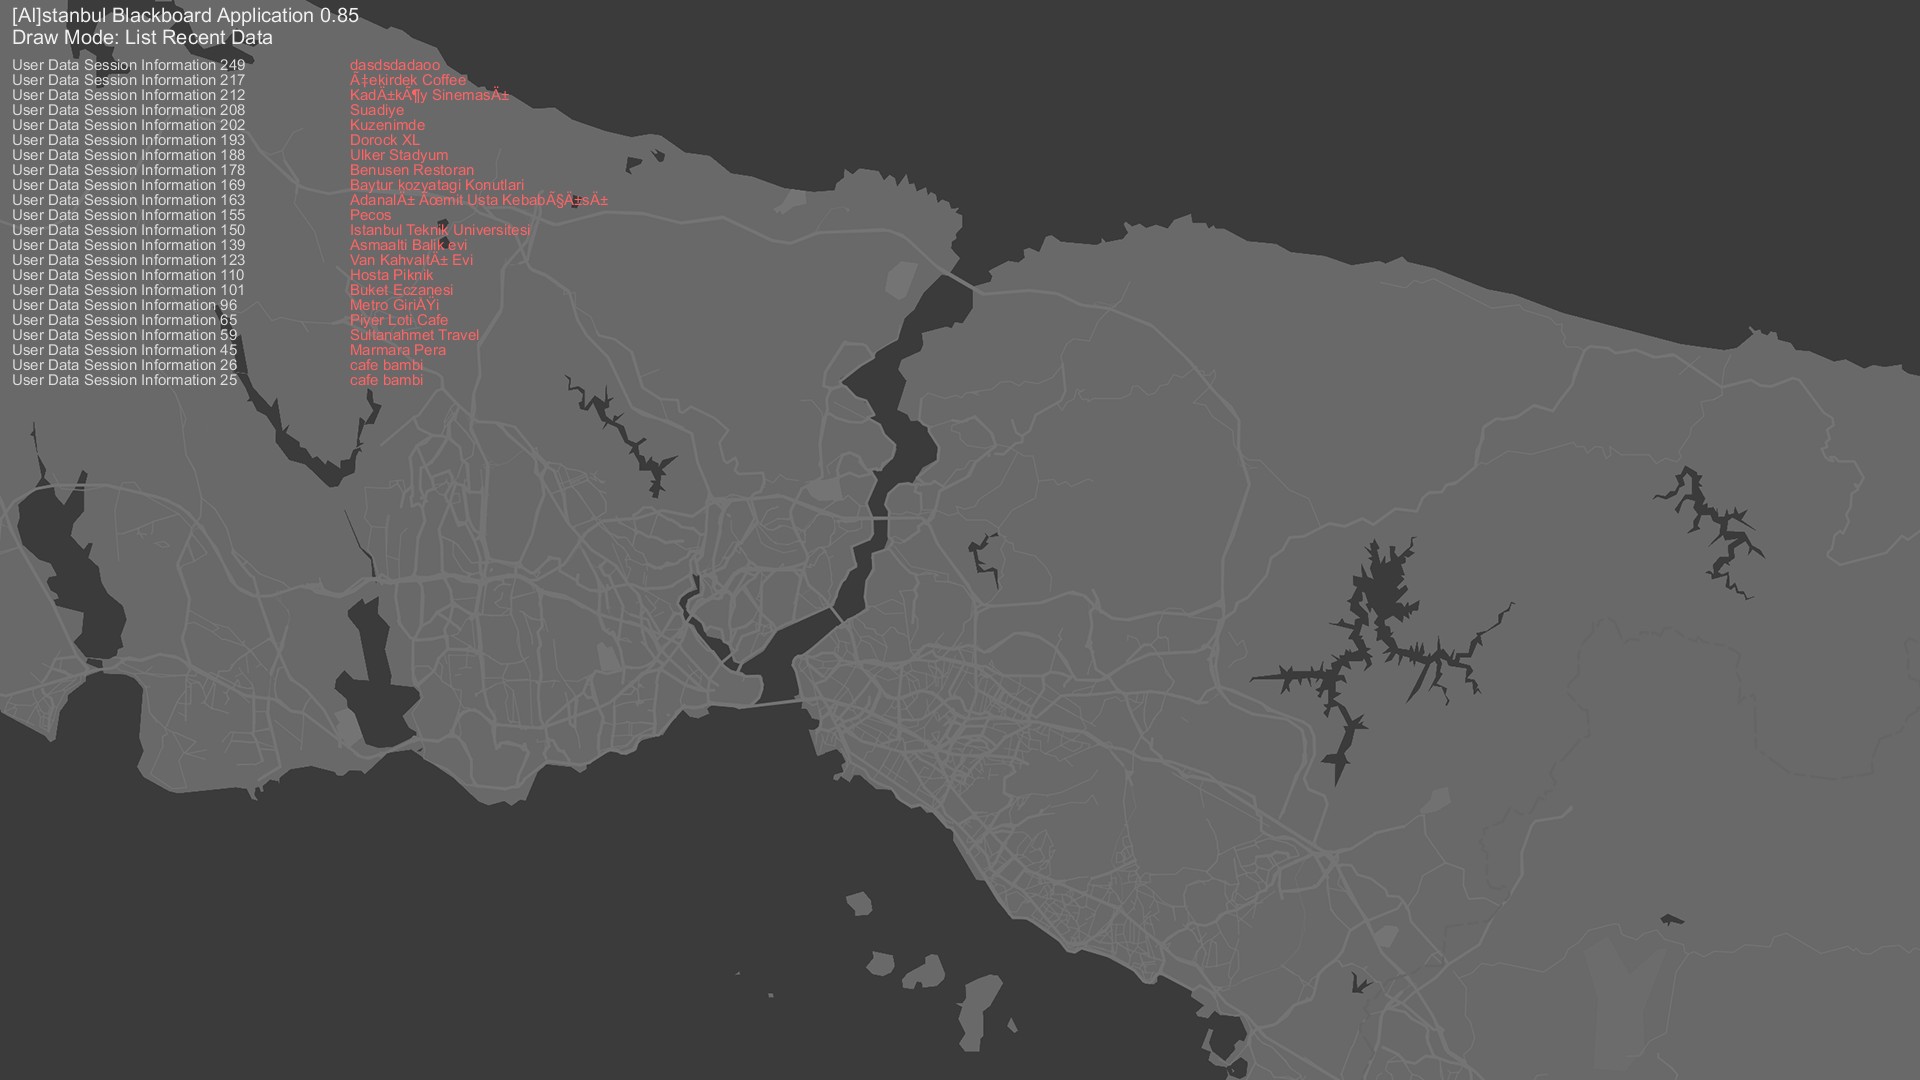 [AI]stanbul Blackboard Application 0.85
Draw Mode: List Recent Data
User Data Session Information 249 dasdsdadaoo
User Data Session Information 217 Ä‡ekirdek Coffee
User Data Session Information 212 KadÄ±kÃ¶y SinemasÄ±
User Data Session Information 208 Suadiye
User Data Session Information 202 Kuzenimde
User Data Session Information 193 Dorock XL
User Data Session Information 188 Ulker Stadyum
User Data Session Information 178 Benusen Restoran
User Data Session Information 169 Baytur kozyatagi Konutlari
User Data Session Information 163 AdanalÄ± Ãœmit Usta KebabÃ§Ä±sÄ±
User Data Session Information 155 Pecos
User Data Session Information 150 Istanbul Teknik Universitesi
User Data Session Information 139 Asmaalti Balik evi
User Data Session Information 123 Van KahvaltÄ± Evi
User Data Session Information 110 Hosta Piknik
User Data Session Information 101 Buket Eczanesi
User Data Session Information 96 Metro GiriÅŸi
User Data Session Information 65 Piyer Loti Cafe
User Data Session Information 59 Sultanahmet Travel
User Data Session Information 45 Marmara Pera
User Data Session Information 26 cafe bambi
User Data Session Information 25 cafe bambi